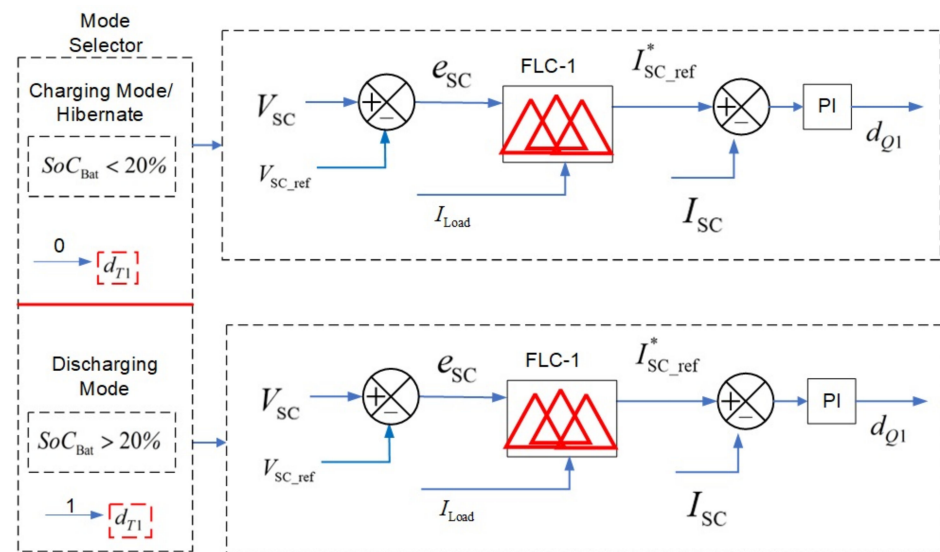 Mode
Selector
Charging Mode/
Hibernate
SoC_Bat < 20%
0
d_T1
V_SC
+
−
e_SC
FLC-1
I*_SC_ref
+
−
PI
d_Q1
V_SC_ref
I_Load
I_SC
Discharging
Mode
SoC_Bat > 20%
1
d_T1
V_SC
+
−
e_SC
FLC-1
I*_SC_ref
+
−
PI
d_Q1
V_SC_ref
I_Load
I_SC